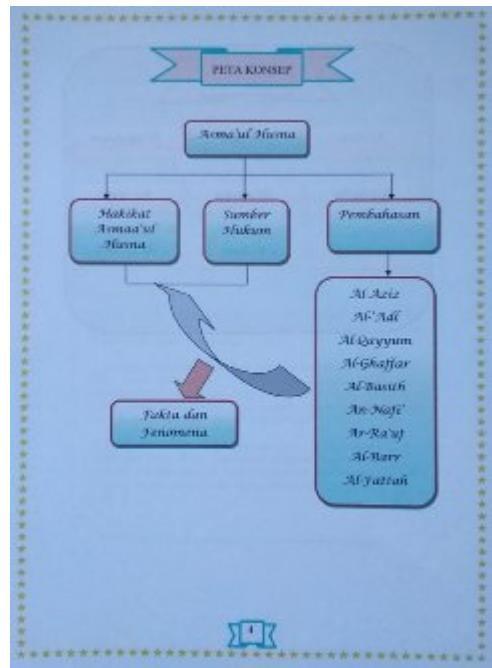 PETA KONSEP
Asma'ul Husna
Hakikat
Asmaa'ul
Husna
Sumber
Hukum
Pembahasan
Al Aziz
Al-'Adl
Al Qayyum
Al-Ghaffar
Al-Basith
An-Nafi'
Ar-Ra'uf
Al-Barr
Al-Fattah
Fakta dan
Fenomena